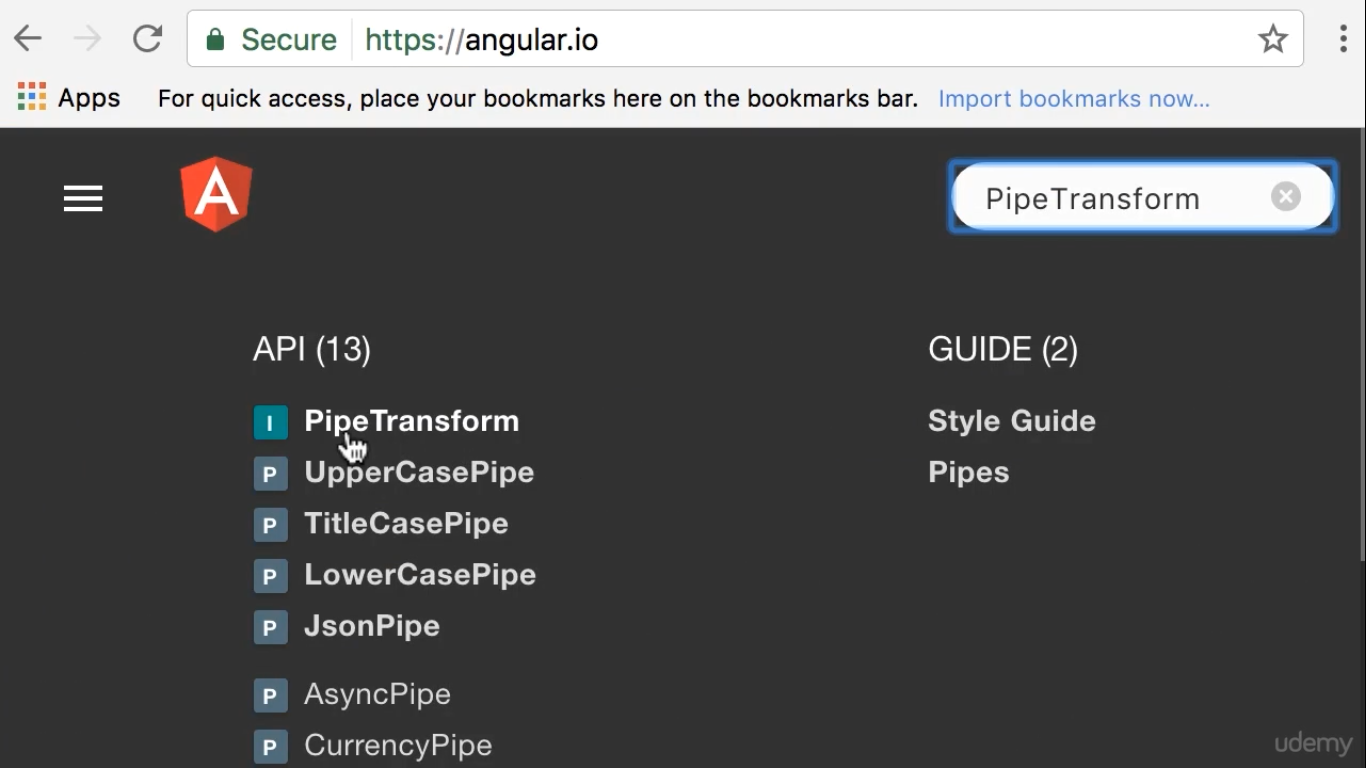 Secure https://angular.io
Apps For quick access, place your bookmarks here on the bookmarks bar. Import bookmarks now...
A PipeTransform
API (13)
I PipeTransform
P UpperCasePipe
P TitleCasePipe
P LowerCasePipe
P JsonPipe
P AsyncPipe
P CurrencyPipe
GUIDE (2)
Style Guide
Pipes
udemy